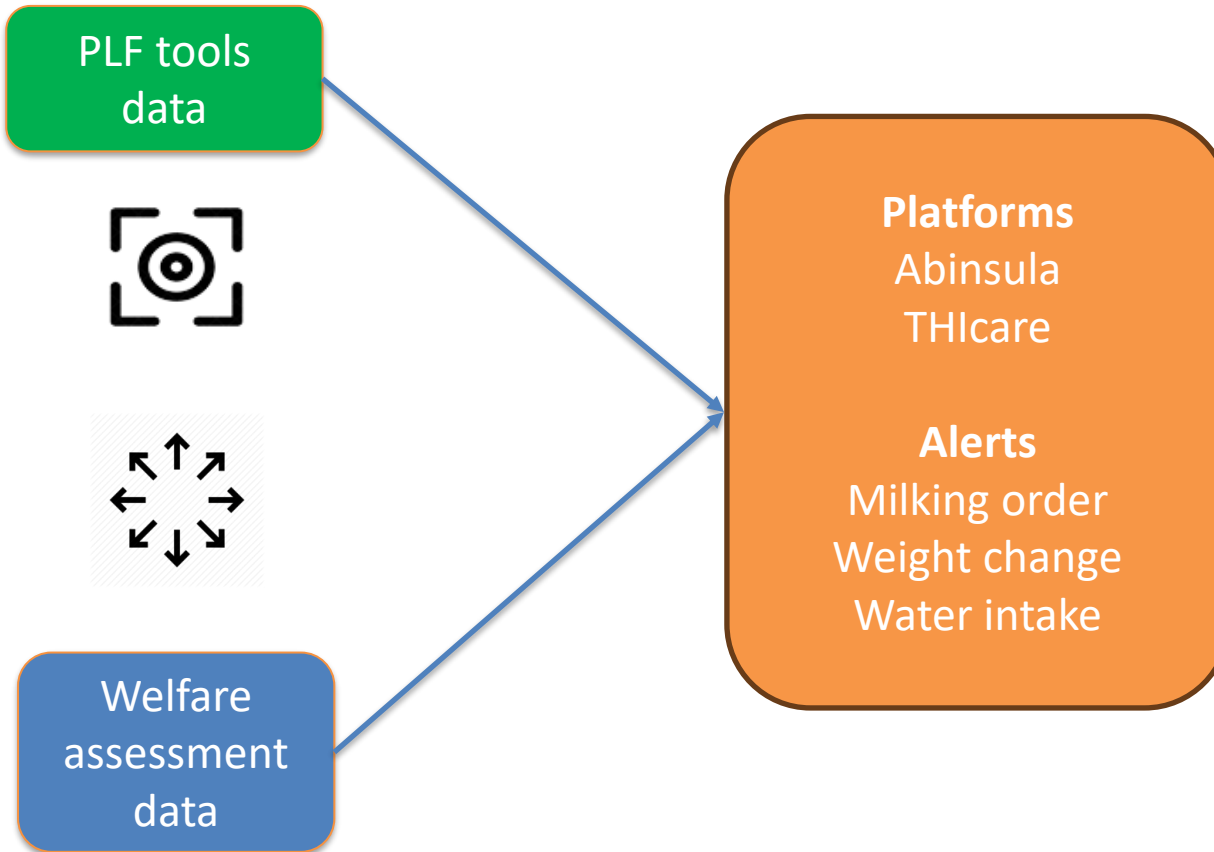 PLF tools
data
Platforms
Abinsula
THIcare
Alerts
Milking order
Weight change
Water intake
Welfare
assessment
data